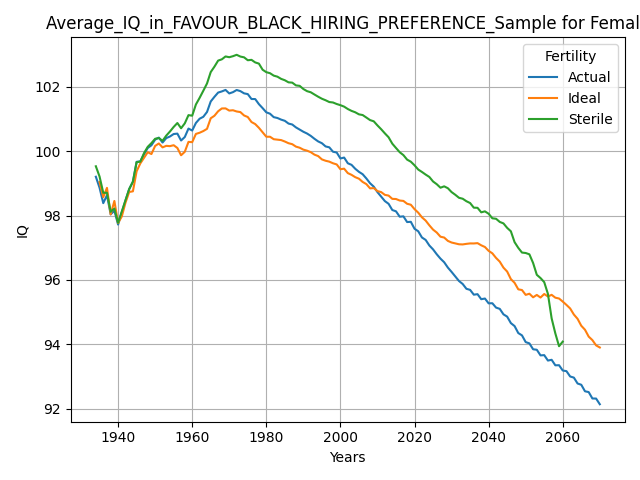 Average_IQ_in_FAVOUR_BLACK_HIRING_PREFERENCE_Sample for Femal
Fertility
Actual
Ideal
Sterile
IQ
102
100
98
96
94
92
1940 1960 1980 2000 2020 2040 2060
Years